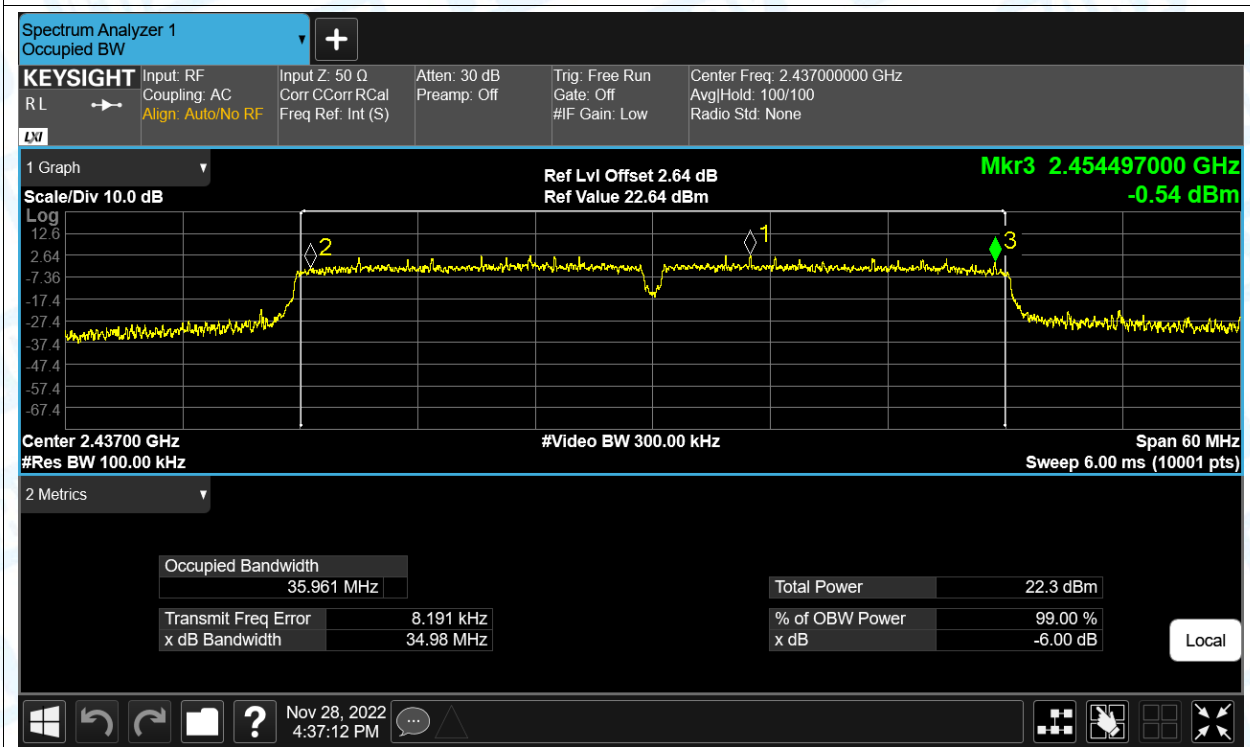 Spectrum Analyzer 1
Occupied BW
KEYSIGHT
R L
LXI
Input: RF
Coupling: AC
Align: Auto/No RF
Input Z: 50 Ω
Corr CCorr RCal
Freq Ref: Int (S)
Atten: 30 dB
Preamp: Off
Trig: Free Run
Gate: Off
#IF Gain: Low
Center Freq: 2.437000000 GHz
Avg|Hold: 100/100
Radio Std: None
1 Graph
Scale/Div 10.0 dB
Ref Lvl Offset 2.64 dB
Ref Value 22.64 dBm
Mkr3 2.454497000 GHz
-0.54 dBm
Log
12.6
2.64
-7.36
-17.4
-27.4
-37.4
-47.4
-57.4
-67.4
2
1
3
Center 2.43700 GHz
#Res BW 100.00 kHz
#Video BW 300.00 kHz
Span 60 MHz
Sweep 6.00 ms (10001 pts)
2 Metrics
Occupied Bandwidth
35.961 MHz
Transmit Freq Error 8.191 kHz
x dB Bandwidth 34.98 MHz
Total Power 22.3 dBm
% of OBW Power 99.00 %
x dB -6.00 dB
Local
Nov 28, 2022
4:37:12 PM